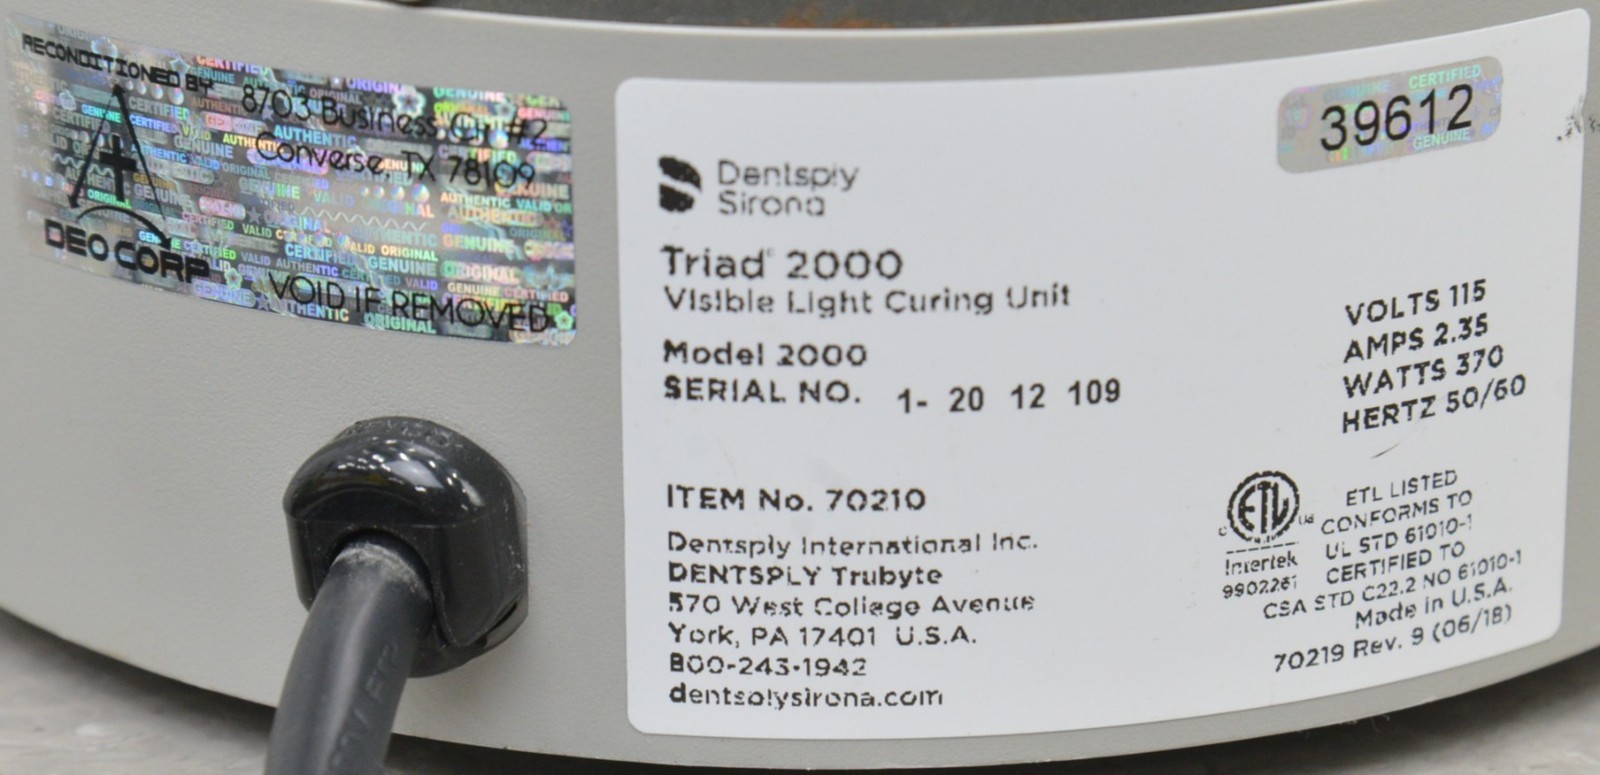 RECONDITIONED BY
8703 Business Cir #2
Converse, TX 78109
DEO CORP
VOID IF REMOVED
39612
Dentsply
Sirona
Triad® 2000
Visible Light Curing Unit
Model 2000
SERIAL NO. 1- 20 12 109
VOLTS 115
AMPS 2.35
WATTS 370
HERTZ 50/60
ITEM No. 70210
Dentsply International Inc.
DENTSPLY Trubyte
570 West College Avenue
York, PA 17401 U.S.A.
800-243-1942
dentsplysirona.com
ETL
c us
Intertek
9902261
ETL LISTED
CONFORMS TO
UL STD 61010-1
CERTIFIED TO
CSA STD C22.2 NO 61010-1
Made in U.S.A.
70219 Rev. 9 (06/18)